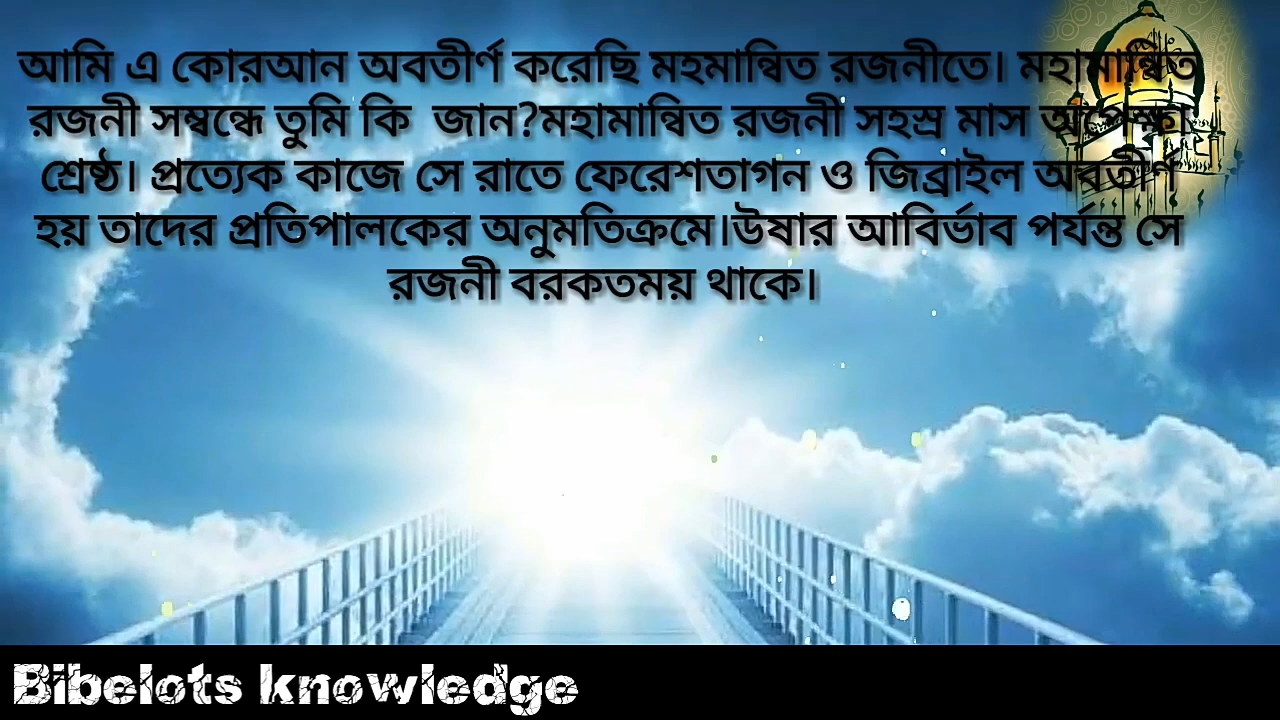 আমি এ কোরআন অবতীর্ণ করেছি মহমান্বিত রজনীতে। মহামান্বিত
রজনী সম্বন্ধে তুমি কি জান?মহামান্বিত রজনী সহস্র মাস অপেক্ষা
শ্রেষ্ঠ। প্রত্যেক কাজে সে রাতে ফেরেশতাগন ও জিব্রাইল অবতীর্ণ
হয় তাদের প্রতিপালকের অনুমতিক্রমে।উষার আবির্ভাব পর্যন্ত সে
রজনী বরকতময় থাকে।
Bibelots knowledge